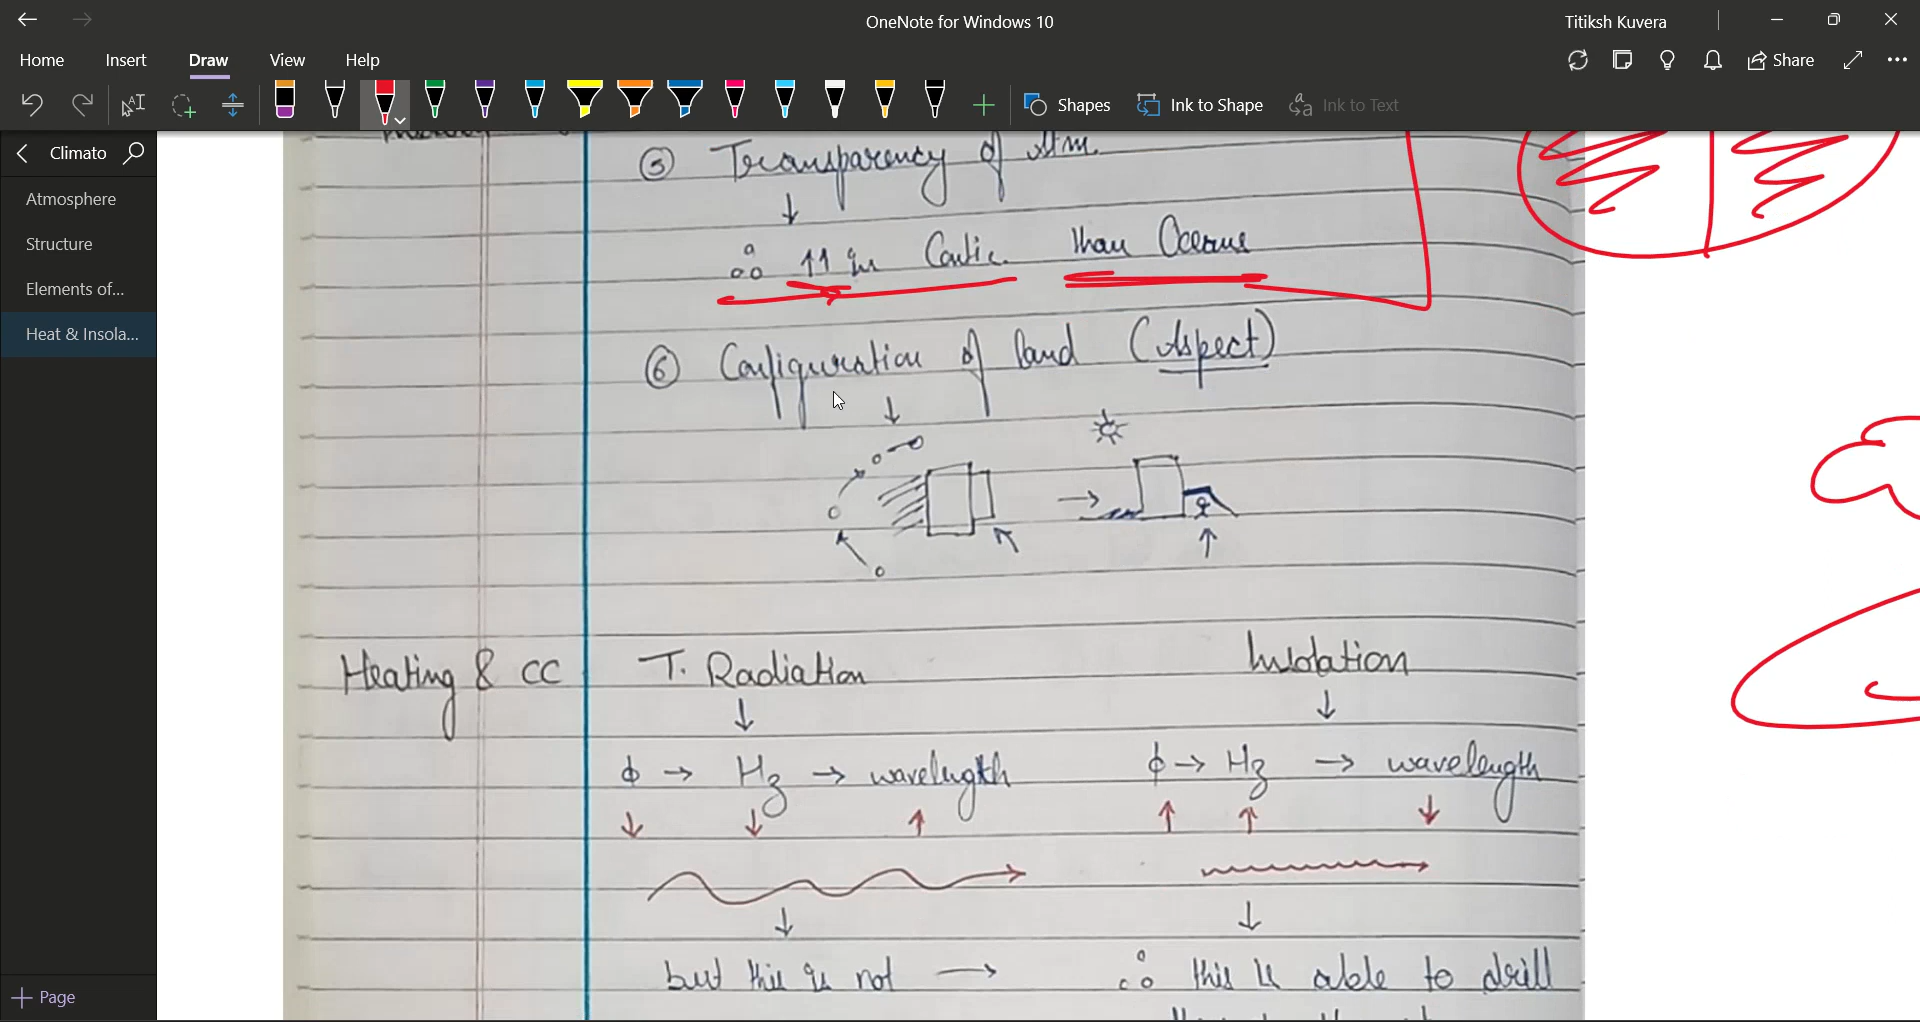 OneNote for Windows 10
Titiksh Kuvera
Home Insert Draw View Help
Share
Shapes Ink to Shape Ink to Text
Climato
Atmosphere
Structure
Elements of...
Heat & Insola...
Page
⑤ Transparency of Atm.
↓
∴ ↑↑ in Contie. than Oceans
⑥ Configuration of land (Aspect)
↓
Heating & CC T. Radiation Insolation
↓ ↓
ɸ → Hz → wavelength ɸ → Hz → wavelength
↓ ↓ ↑ ↑ ↑ ↓
↓ ↓
but this is not → ∴ this is able to drill